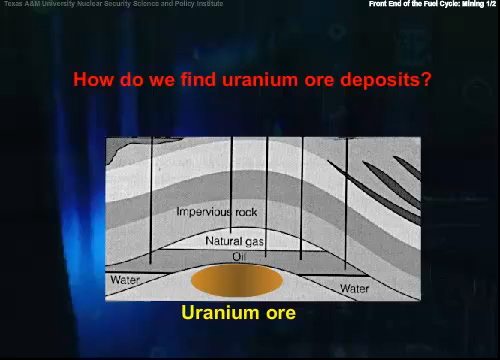 Texas A&M University Nuclear Security Science and Policy Institute
Front End of the Fuel Cycle: Mining 1/2
How do we find uranium ore deposits?
Impervious rock
Natural gas
Oil
Water
Water
Uranium ore